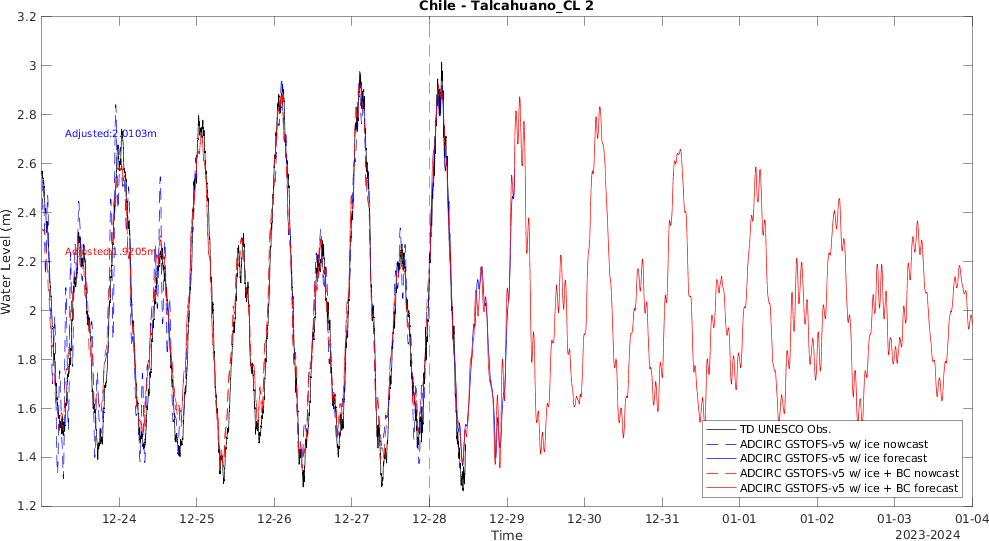 Chile - Talcahuano_CL 2
3.2
3
2.8
2.6
2.4
2.2
2
1.8
1.6
1.4
1.2
Water Level (m)
Adjusted:2.0103m
Adjusted:1.9205m
TD UNESCO Obs.
ADCIRC GSTOFS-v5 w/ ice nowcast
ADCIRC GSTOFS-v5 w/ ice forecast
ADCIRC GSTOFS-v5 w/ ice + BC nowcast
ADCIRC GSTOFS-v5 w/ ice + BC forecast
12-24 12-25 12-26 12-27 12-28 12-29 12-30 12-31 01-01 01-02 01-03 01-04
Time
2023-2024